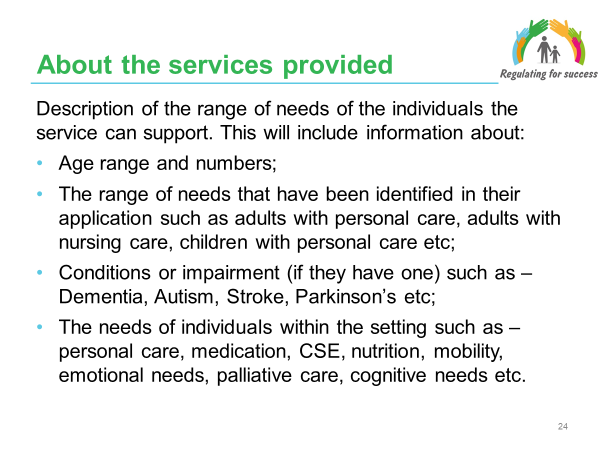 Regulating for success
About the services provided
Description of the range of needs of the individuals the
service can support. This will include information about:
• Age range and numbers;
• The range of needs that have been identified in their
application such as adults with personal care, adults with
nursing care, children with personal care etc;
• Conditions or impairment (if they have one) such as –
Dementia, Autism, Stroke, Parkinson’s etc;
• The needs of individuals within the setting such as –
personal care, medication, CSE, nutrition, mobility,
emotional needs, palliative care, cognitive needs etc.
24